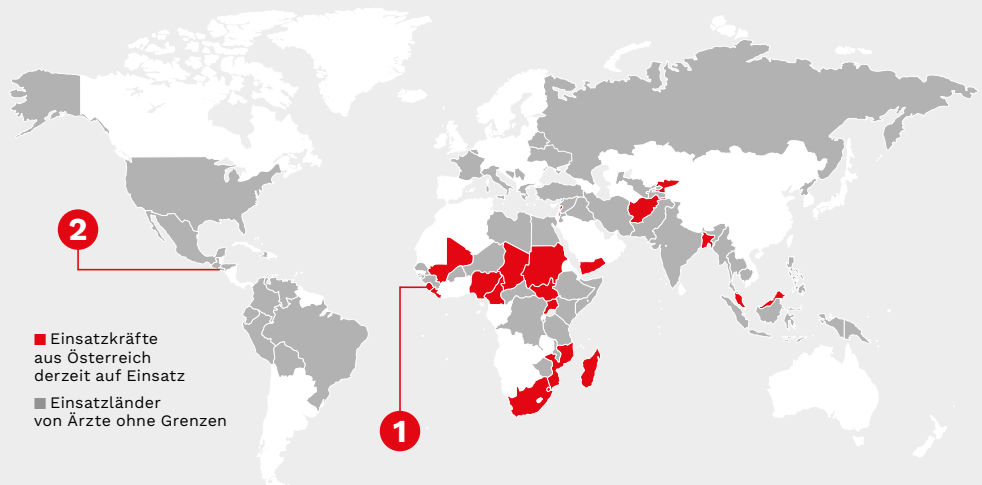 2
1
Einsatzkräfte
aus Österreich
derzeit auf Einsatz
Einsatzländer
von Ärzte ohne Grenzen